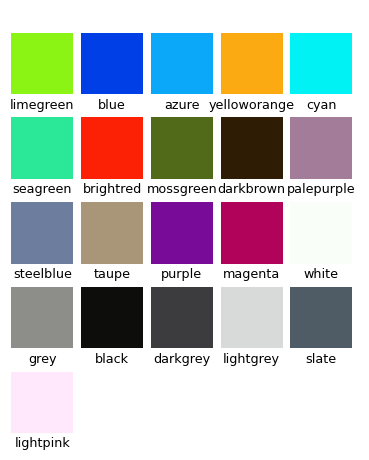 limegreen blue azure yelloworange cyan
seagreen brightred mossgreen darkbrown palepurple
steelblue taupe purple magenta white
grey black darkgrey lightgrey slate
lightpink